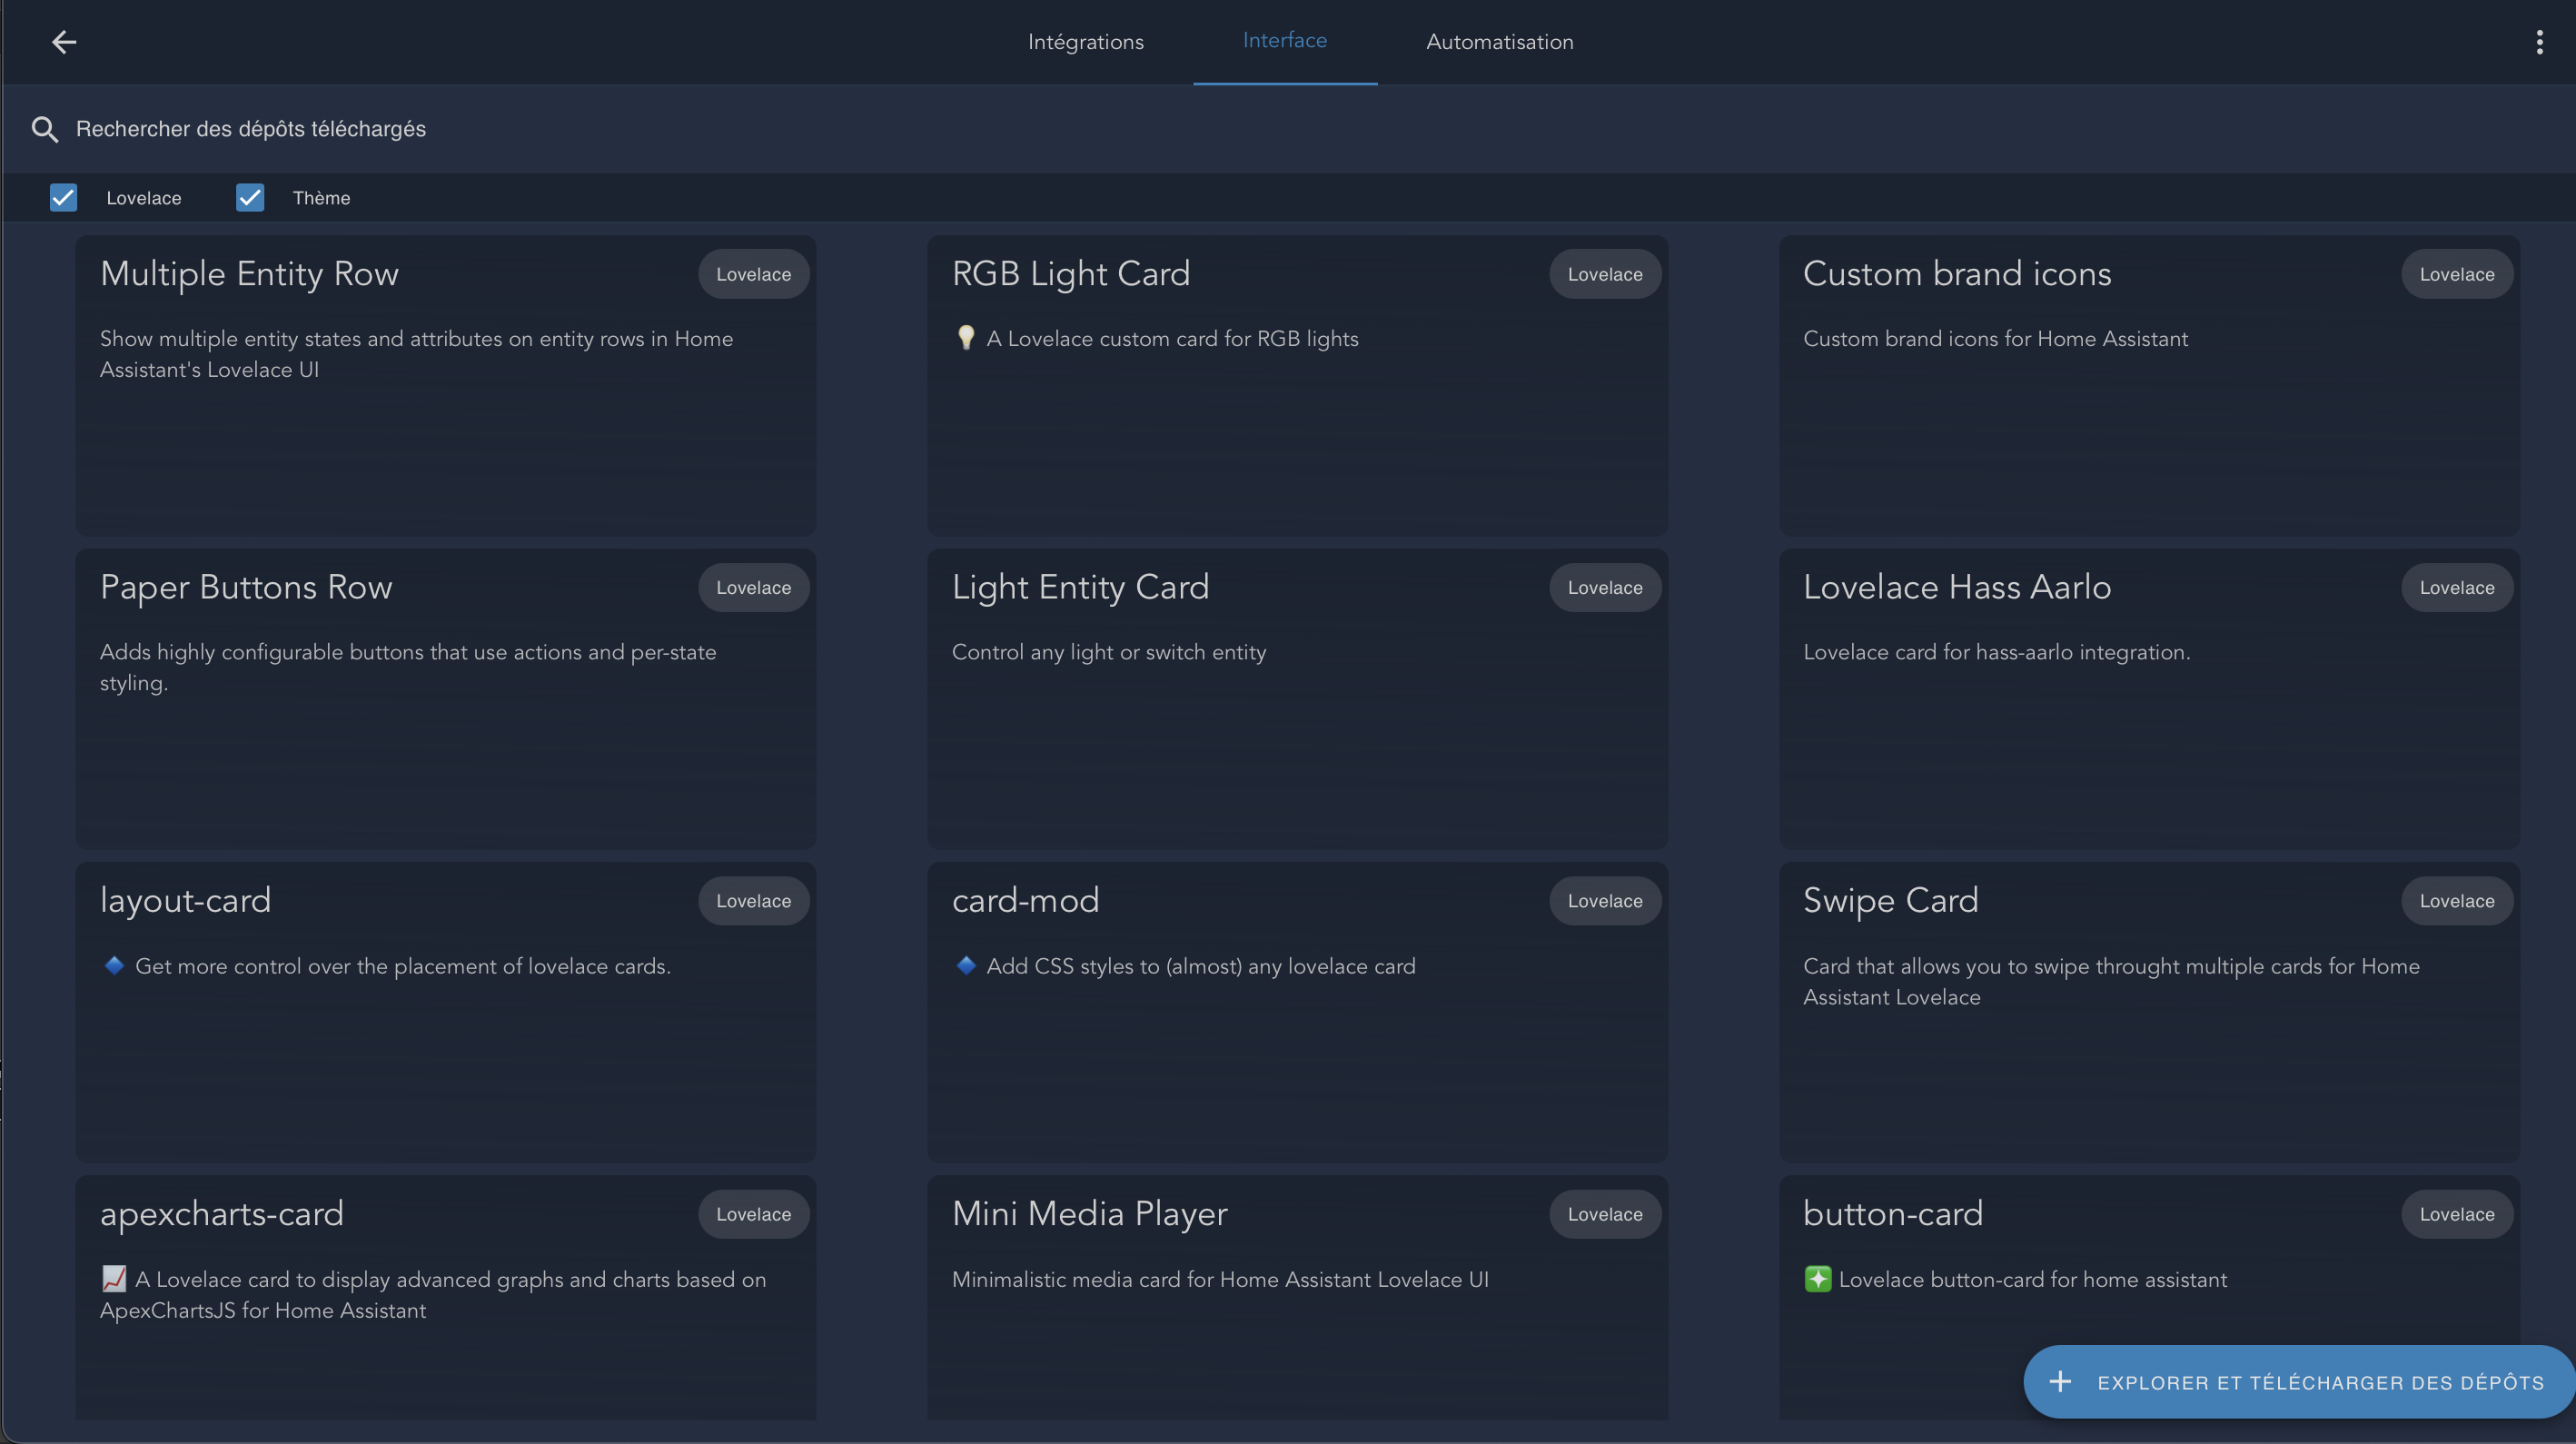 Intégrations
Interface
Automatisation
Rechercher des dépôts téléchargés
Lovelace
Thème
Multiple Entity Row
Lovelace
Show multiple entity states and attributes on entity rows in Home
Assistant's Lovelace UI
RGB Light Card
Lovelace
💡 A Lovelace custom card for RGB lights
Custom brand icons
Lovelace
Custom brand icons for Home Assistant
Paper Buttons Row
Lovelace
Adds highly configurable buttons that use actions and per-state
styling.
Light Entity Card
Lovelace
Control any light or switch entity
Lovelace Hass Aarlo
Lovelace
Lovelace card for hass-aarlo integration.
layout-card
Lovelace
🔹 Get more control over the placement of lovelace cards.
card-mod
Lovelace
🔹 Add CSS styles to (almost) any lovelace card
Swipe Card
Lovelace
Card that allows you to swipe throught multiple cards for Home
Assistant Lovelace
apexcharts-card
Lovelace
📈 A Lovelace card to display advanced graphs and charts based on
ApexChartsJS for Home Assistant
Mini Media Player
Lovelace
Minimalistic media card for Home Assistant Lovelace UI
button-card
Lovelace
❇️ Lovelace button-card for home assistant
EXPLORER ET TÉLÉCHARGER DES DÉPÔTS